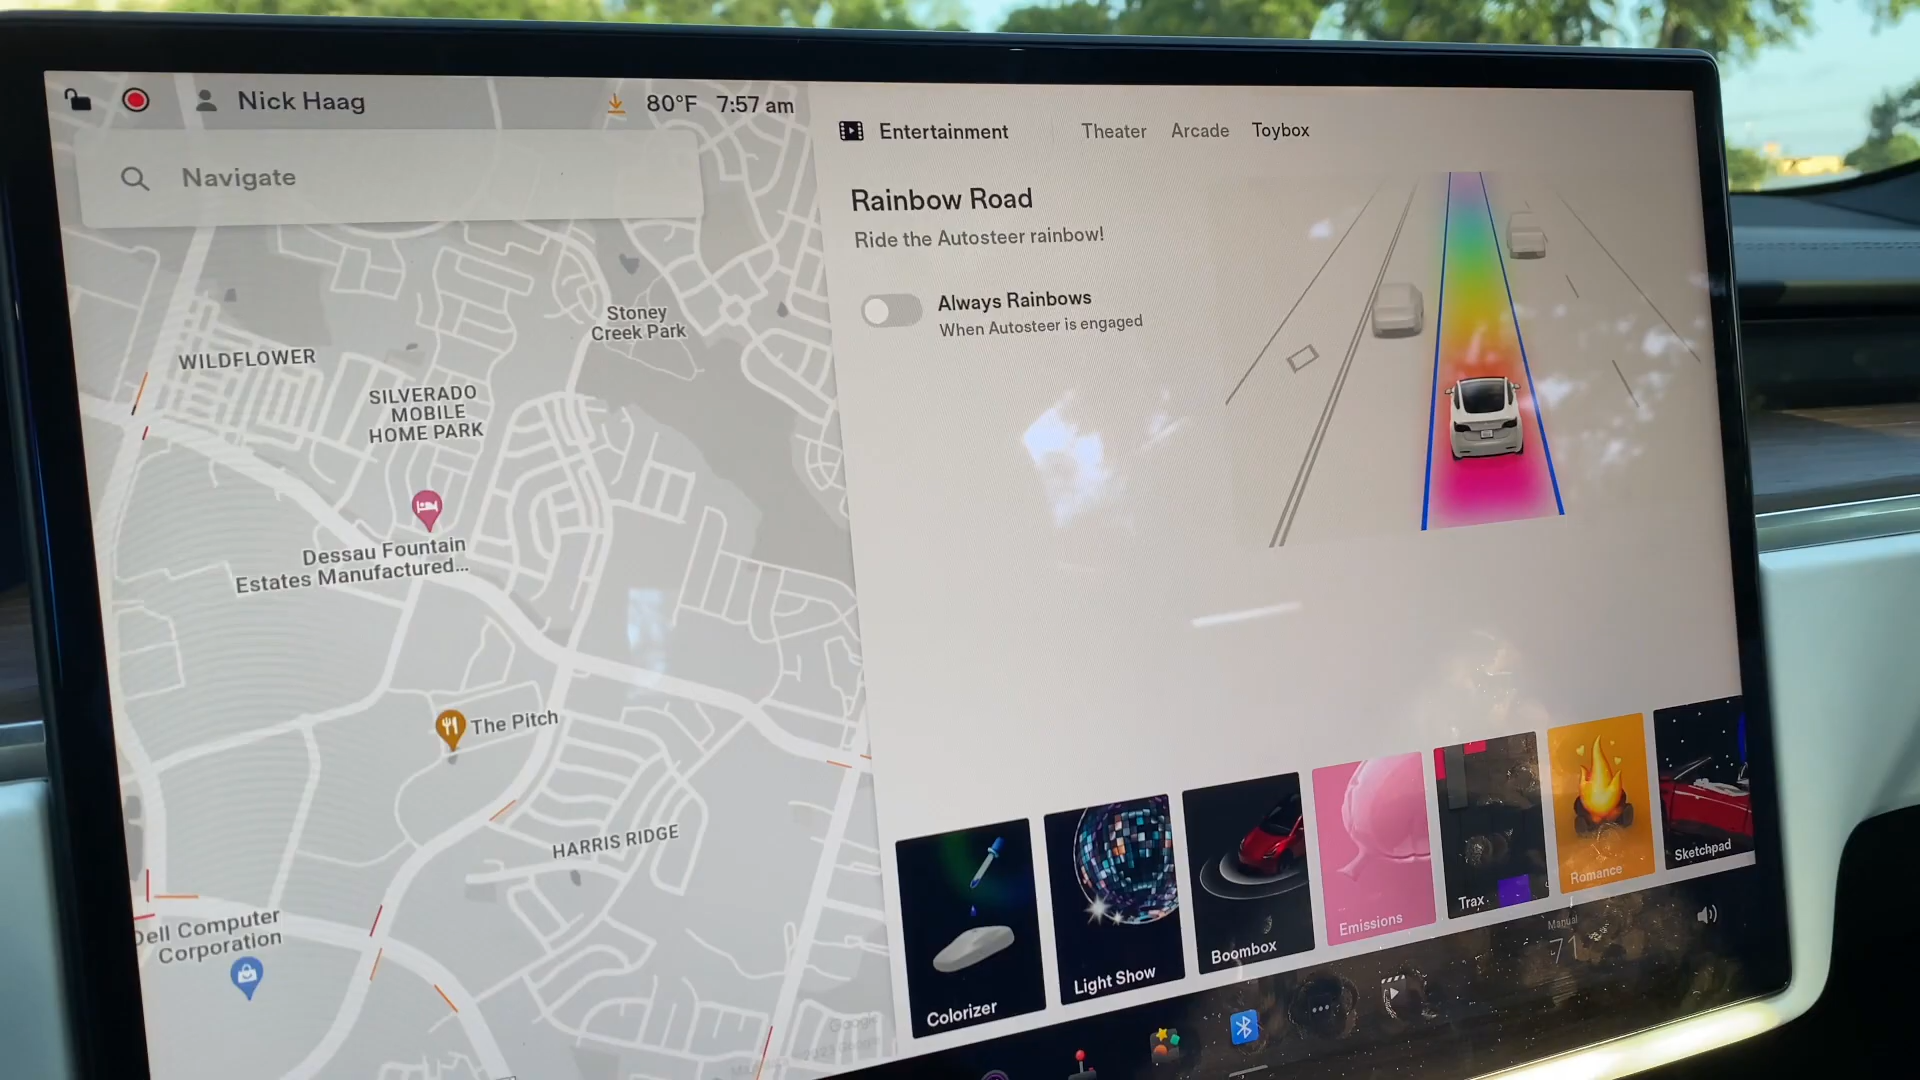 Nick Haag
80°F 7:57 am
Navigate
Stoney
Creek Park
WILDFLOWER
SILVERADO
MOBILE
HOME PARK
Dessau Fountain
Estates Manufactured...
The Pitch
HARRIS RIDGE
Dell Computer
Corporation
Google
Entertainment Theater Arcade Toybox
Rainbow Road
Ride the Autosteer rainbow!
Always Rainbows
When Autosteer is engaged
Colorizer
Light Show
Boombox
Emissions
Trax
Romance
Sketchpad
Manual
71